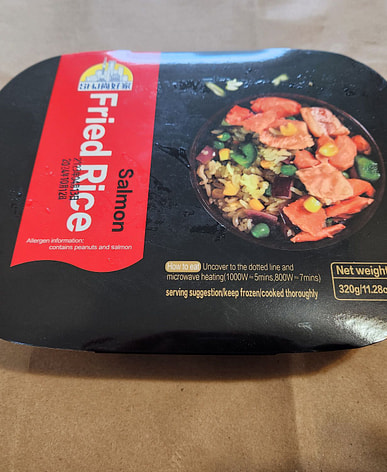 Salmon
Fried Rice
Allergen information:
contains peanuts and salmon
How to eat Uncover to the dotted line and
microwave heating(1000W≈5mins,800W≈7mins)
serving suggestion/keep frozen/cooked thoroughly
Net weight
320g/11.28o